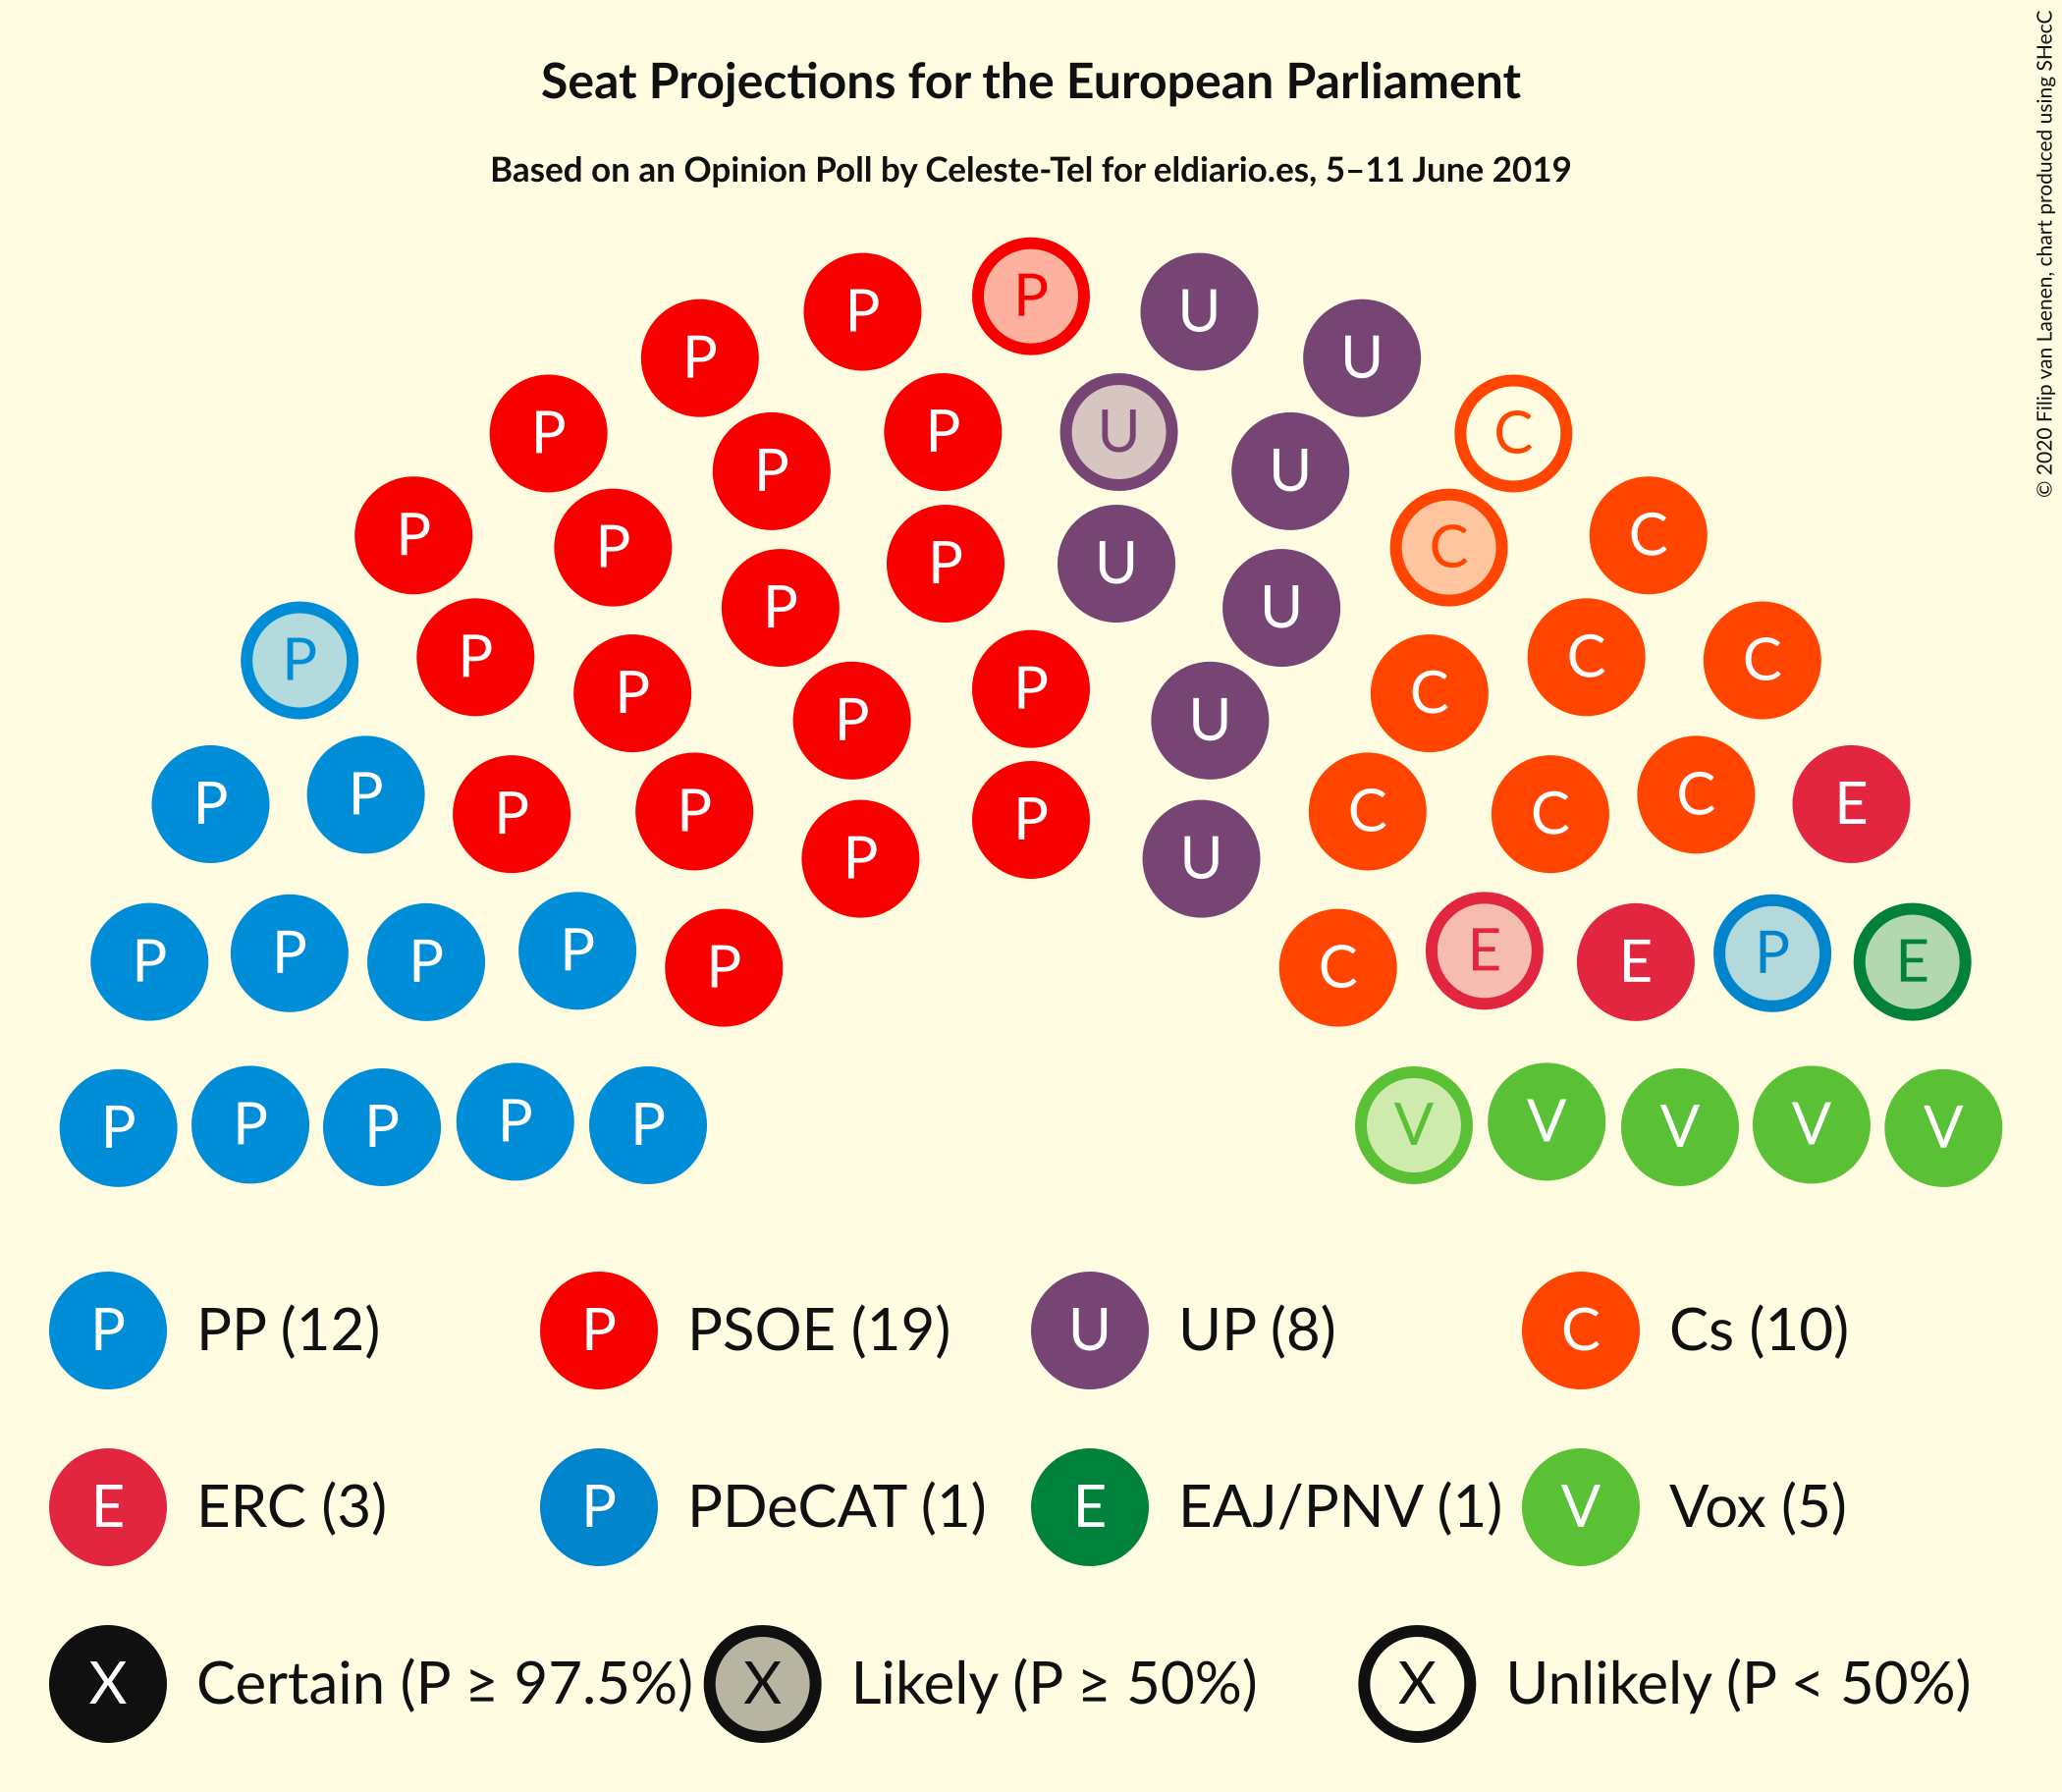 Seat Projections for the European Parliament
Based on an Opinion Poll by Celeste-Tel for eldiario.es, 5–11 June 2019
© 2020 Filip van Laenen, chart produced using SHecC
P
P P U U
P P P U U C
P P P U C C
P P U U
P P P P C C C
P P P U
P P P P C C C E
P P U
P P P P P C E E P E
P P P P P V V V V V
P PP (12) P PSOE (19) U UP (8) C Cs (10)
E ERC (3) P PDeCAT (1) E EAJ/PNV (1) V Vox (5)
X Certain (P ≥ 97.5%) X Likely (P ≥ 50%) X Unlikely (P < 50%)